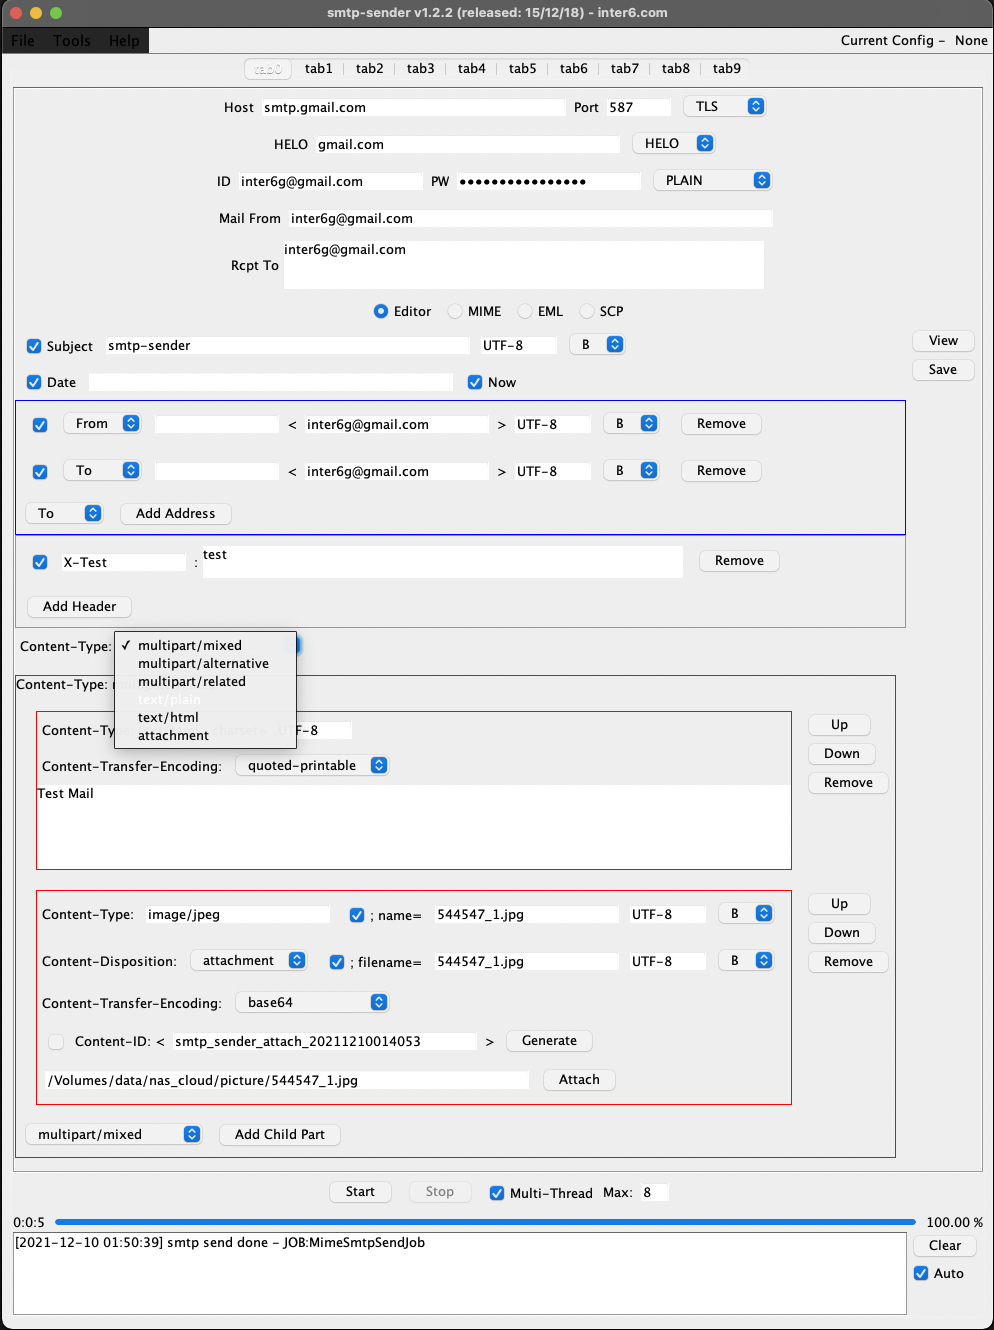 smtp-sender v1.2.2 (released: 15/12/18) - inter6.com
File Tools Help Current Config - None
tab0 tab1 tab2 tab3 tab4 tab5 tab6 tab7 tab8 tab9
Host smtp.gmail.com Port 587 TLS
HELO gmail.com HELO
ID inter6g@gmail.com PW •••••••••••••••• PLAIN
Mail From inter6g@gmail.com
Rcpt To inter6g@gmail.com
Editor MIME EML SCP
Subject smtp-sender UTF-8 B View
Save
Date Now
From < inter6g@gmail.com > UTF-8 B Remove
To < inter6g@gmail.com > UTF-8 B Remove
To Add Address
X-Test : test Remove
Add Header
Content-Type: ✓ multipart/mixed
multipart/alternative
multipart/related
text/plain
text/html
attachment
Content-Type:
Content-Ty UTF-8 Up
Content-Transfer-Encoding: quoted-printable Down
Remove
Test Mail
Content-Type: image/jpeg ; name= 544547_1.jpg UTF-8 B Up
Down
Content-Disposition: attachment ; filename= 544547_1.jpg UTF-8 B Remove
Content-Transfer-Encoding: base64
Content-ID: < smtp_sender_attach_20211210014053 > Generate
/Volumes/data/nas_cloud/picture/544547_1.jpg Attach
multipart/mixed Add Child Part
Start Stop Multi-Thread Max: 8
0:0:5 100.00 %
[2021-12-10 01:50:39] smtp send done - JOB:MimeSmtpSendJob Clear
Auto